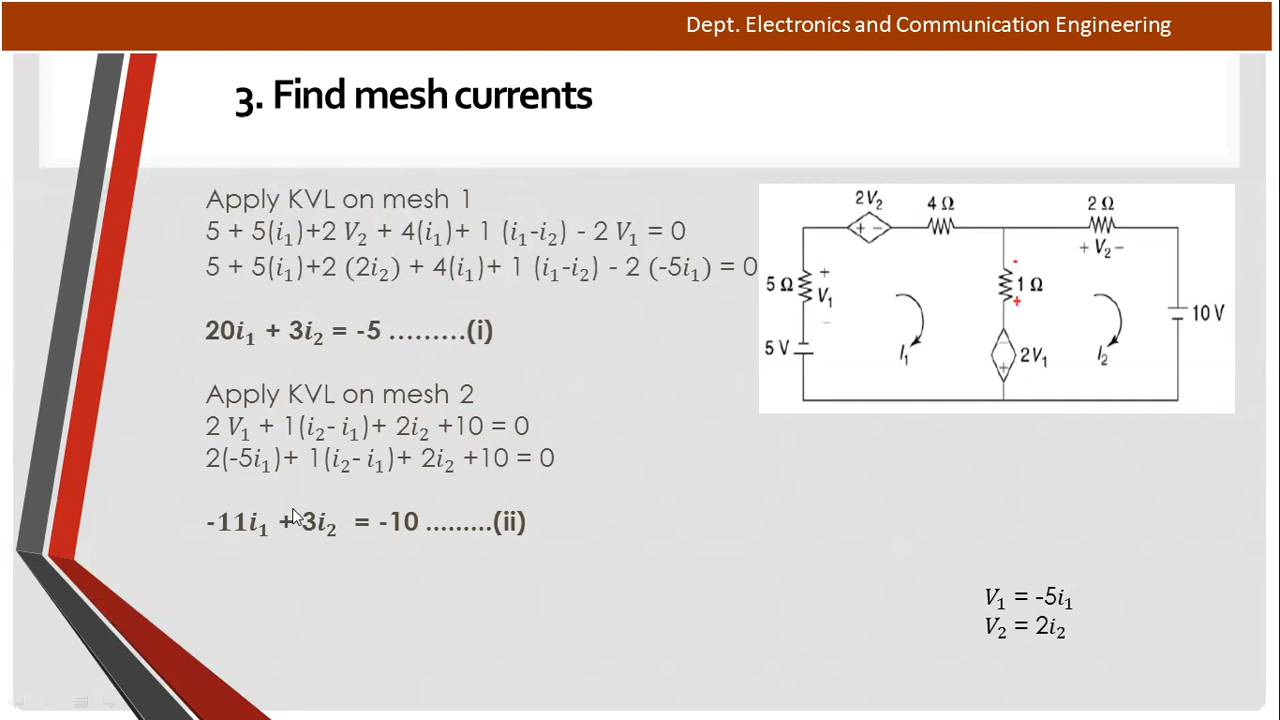 Dept. Electronics and Communication Engineering
3. Find mesh currents
Apply KVL on mesh 1
5 + 5(i₁)+2 V₂ + 4(i₁)+ 1 (i₁-i₂) - 2 V₁ = 0
5 + 5(i₁)+2 (2i₂) + 4(i₁)+ 1 (i₁-i₂) - 2 (-5i₁) = 0
20i₁ + 3i₂ = -5 .........(i)
Apply KVL on mesh 2
2 V₁ + 1(i₂- i₁)+ 2i₂ +10 = 0
2(-5i₁)+ 1(i₂- i₁)+ 2i₂ +10 = 0
-11i₁ + 3i₂ = -10 .........(ii)
2V₂ 4 Ω 2 Ω
+ − + V₂ −
5 Ω + V₁ −
- 1 Ω +
10 V
5 V I₁ − + 2V₁ I₂
V₁ = -5i₁
V₂ = 2i₂